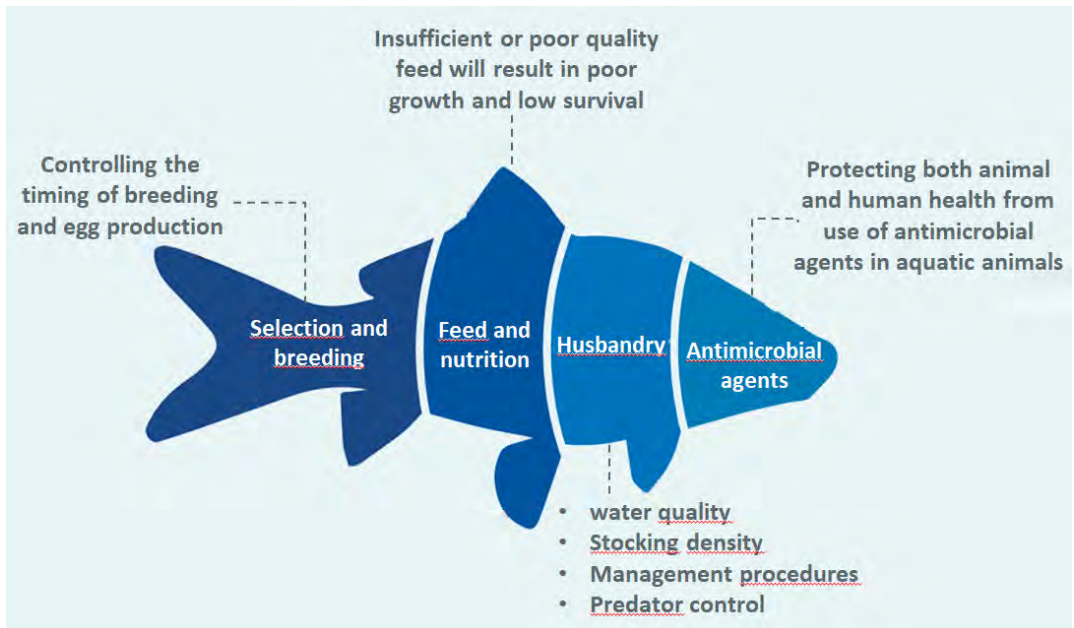 Insufficient or poor quality
feed will result in poor
growth and low survival
Controlling the
timing of breeding
and egg production
Protecting both animal
and human health from
use of antimicrobial
agents in aquatic animals
Selection and
breeding
Feed and
nutrition
Husbandry
Antimicrobial
agents
• water quality
• Stocking density
• Management procedures
• Predator control